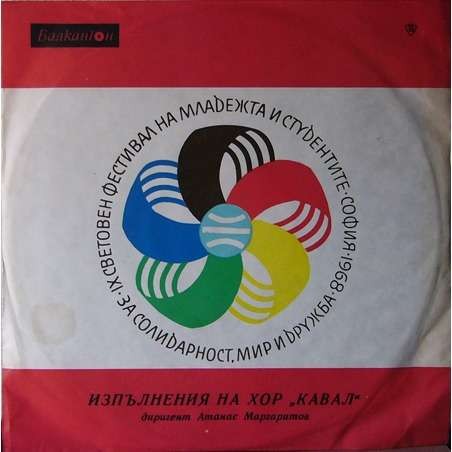 Балкантон
IX СВЕТОВЕН ФЕСТИВАЛ НА МЛАДЕЖТА И СТУДЕНТИТЕ · СОФИЯ 1968 · ЗА СОЛИДАРНОСТ, МИР И ДРУЖБА ·
ИЗПЪЛНЕНИЯ НА ХОР „КАВАЛ“
диригент Атанас Маргаритов